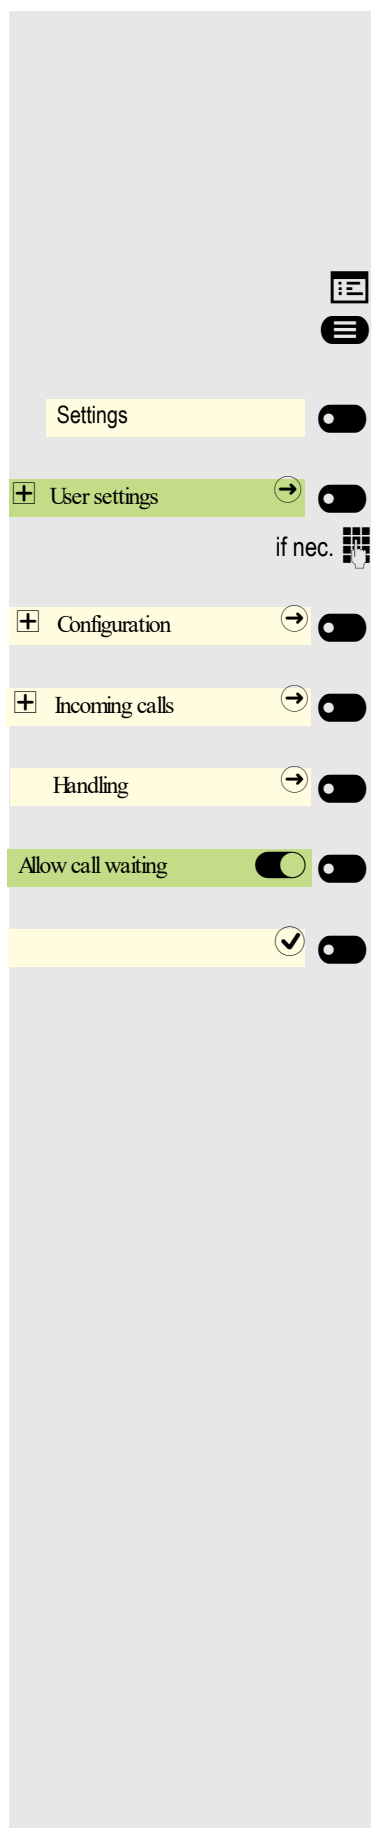 Settings
User settings
if nec.
Configuration
Incoming calls
Handling
Allow call waiting